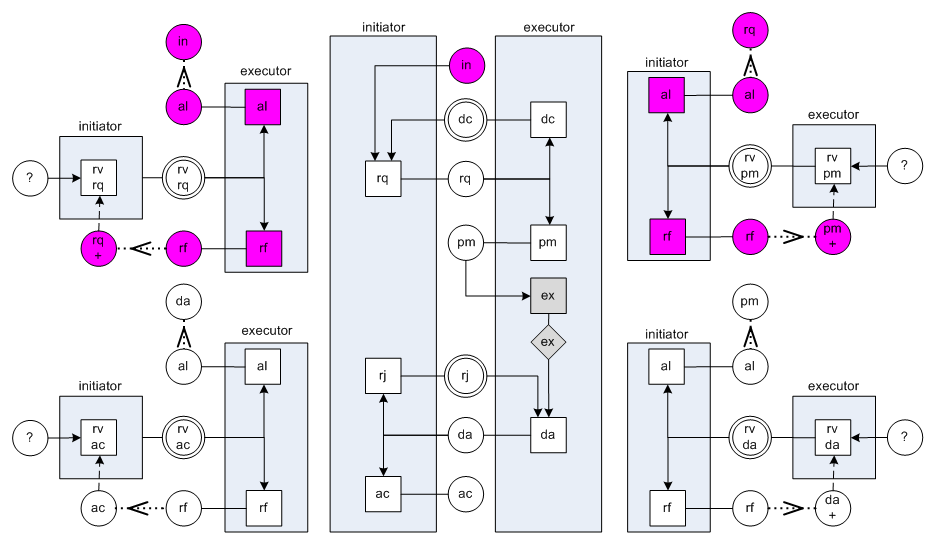 in
executor
al
al
initiator
?
rv
rq
rv
rq
rq
+
rf
rf
da
executor
al
al
initiator
?
rv
ac
rv
ac
ac
rf
rf
initiator
executor
in
dc
dc
rq
rq
pm
pm
ex
ex
rj
rj
da
da
ac
ac
rq
initiator
al
al
executor
rv
pm
rv
pm
?
rf
rf
pm
+
pm
initiator
al
al
executor
rv
da
rv
da
?
rf
rf
da
+